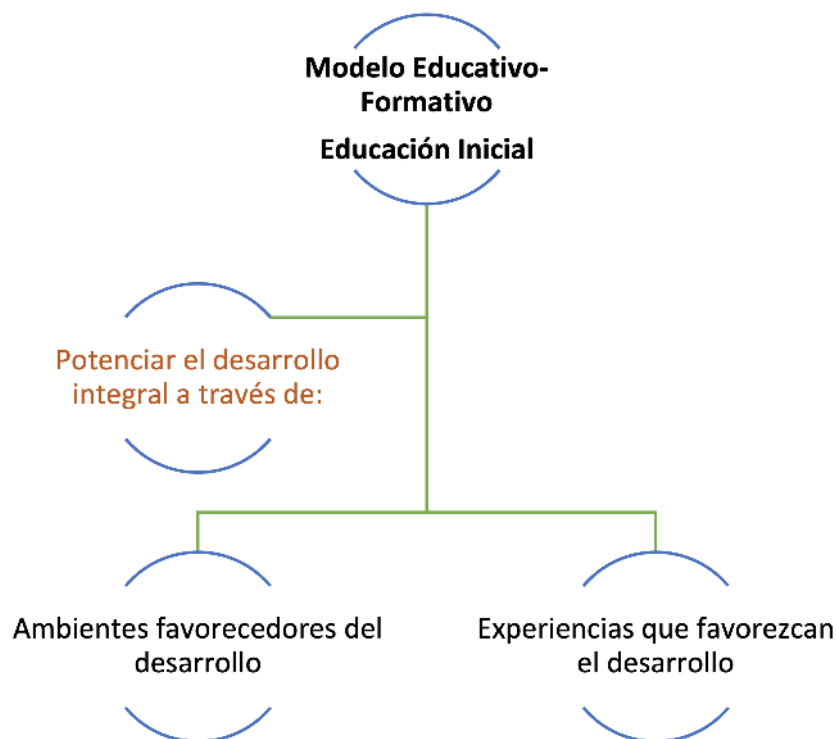 Modelo Educativo-
Formativo
Educación Inicial
Potenciar el desarrollo
integral a través de:
Ambientes favorecedores del
desarrollo
Experiencias que favorezcan
el desarrollo